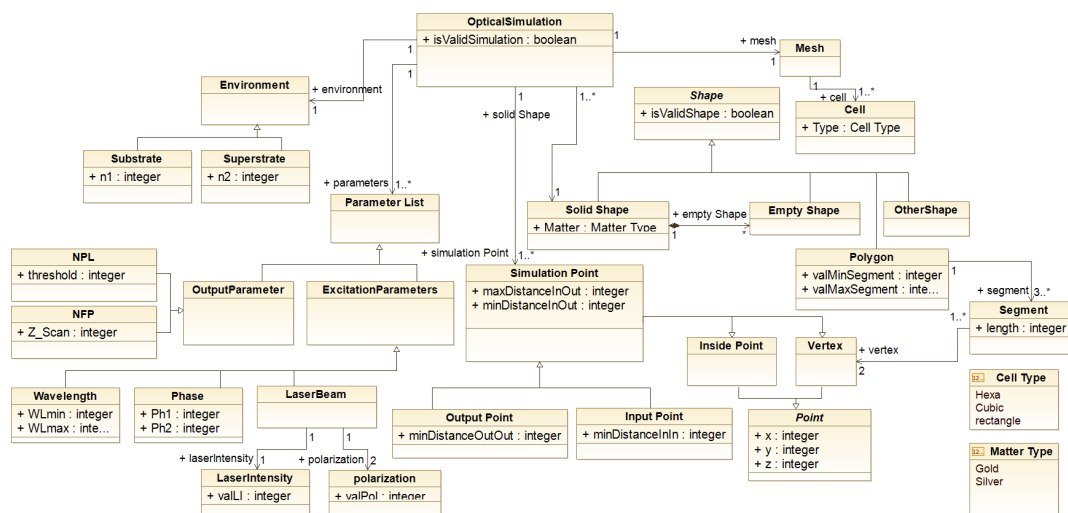 OpticalSimulation
+ isValidSimulation : boolean
1
1
1
1
1..*
+ mesh
1
Mesh
1
+ cell
1..*
Cell
+ Type : Cell Type
Environment
+ environment
1
Substrate
+ n1 : integer
Superstrate
+ n2 : integer
+ solid Shape
Shape
+ isValidShape : boolean
+ parameters
1..*
Parameter List
1
Solid Shape
+ Matter : Matter Type
1
+ empty Shape
*
Empty Shape
OtherShape
+ simulation Point
1..*
NPL
+ threshold : integer
NFP
+ Z_Scan : integer
OutputParameter
ExcitationParameters
Simulation Point
+ maxDistanceInOut : integer
+ minDistanceInOut : integer
Polygon
+ valMinSegment : integer
+ valMaxSegment : inte...
1
+ segment
3..*
Segment
+ length : integer
1..*
Inside Point
Vertex
+ vertex
2
Wavelength
+ WLmin : integer
+ WLmax : inte...
Phase
+ Ph1 : integer
+ Ph2 : integer
LaserBeam
1
1
+ laserIntensity
1
+ polarization
2
LaserIntensity
+ valLI : integer
polarization
+ valPol : integer
Output Point
+ minDistanceOutOut : integer
Input Point
+ minDistanceInIn : integer
Point
+ x : integer
+ y : integer
+ z : integer
Cell Type
Hexa
Cubic
rectangle
Matter Type
Gold
Silver